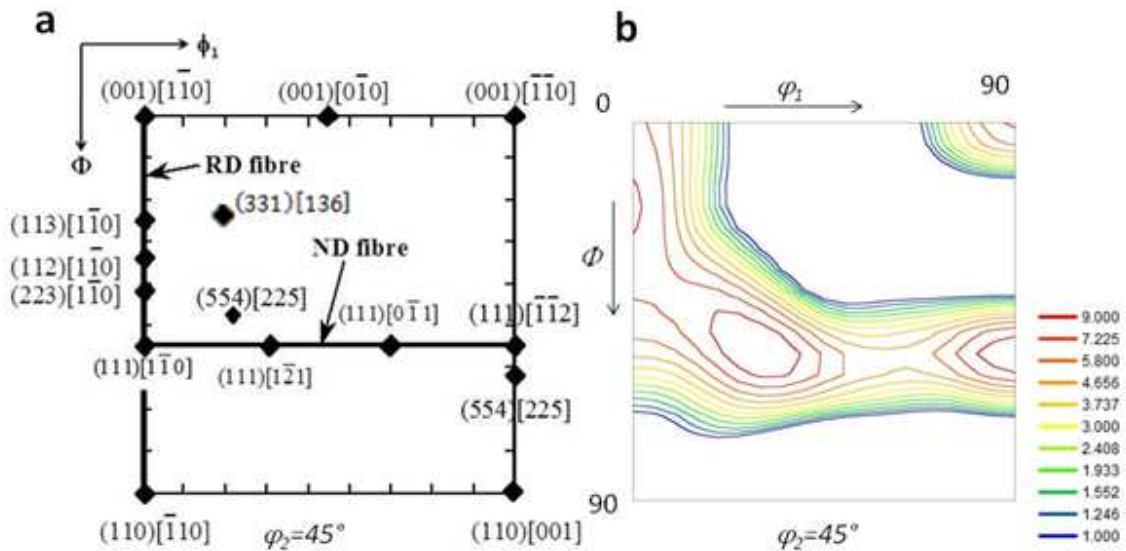 a
ϕ₁
Φ
(001)[11̄0]
(001)[01̄0]
(001)[1̄1̄0]
RD fibre
(331)[136]
(113)[11̄0]
(112)[11̄0]
(223)[11̄0]
ND fibre
(554)[225]
(111)[01̄1]
(111)[1̄1̄2]
(111)[11̄0]
(111)[12̄1]
(554)[225]
(110)[1̄10]
φ₂=45°
(110)[001]
b
0
φ₁
90
Φ
90
φ₂=45°
9.000
7.225
5.800
4.656
3.737
3.000
2.408
1.933
1.552
1.246
1.000